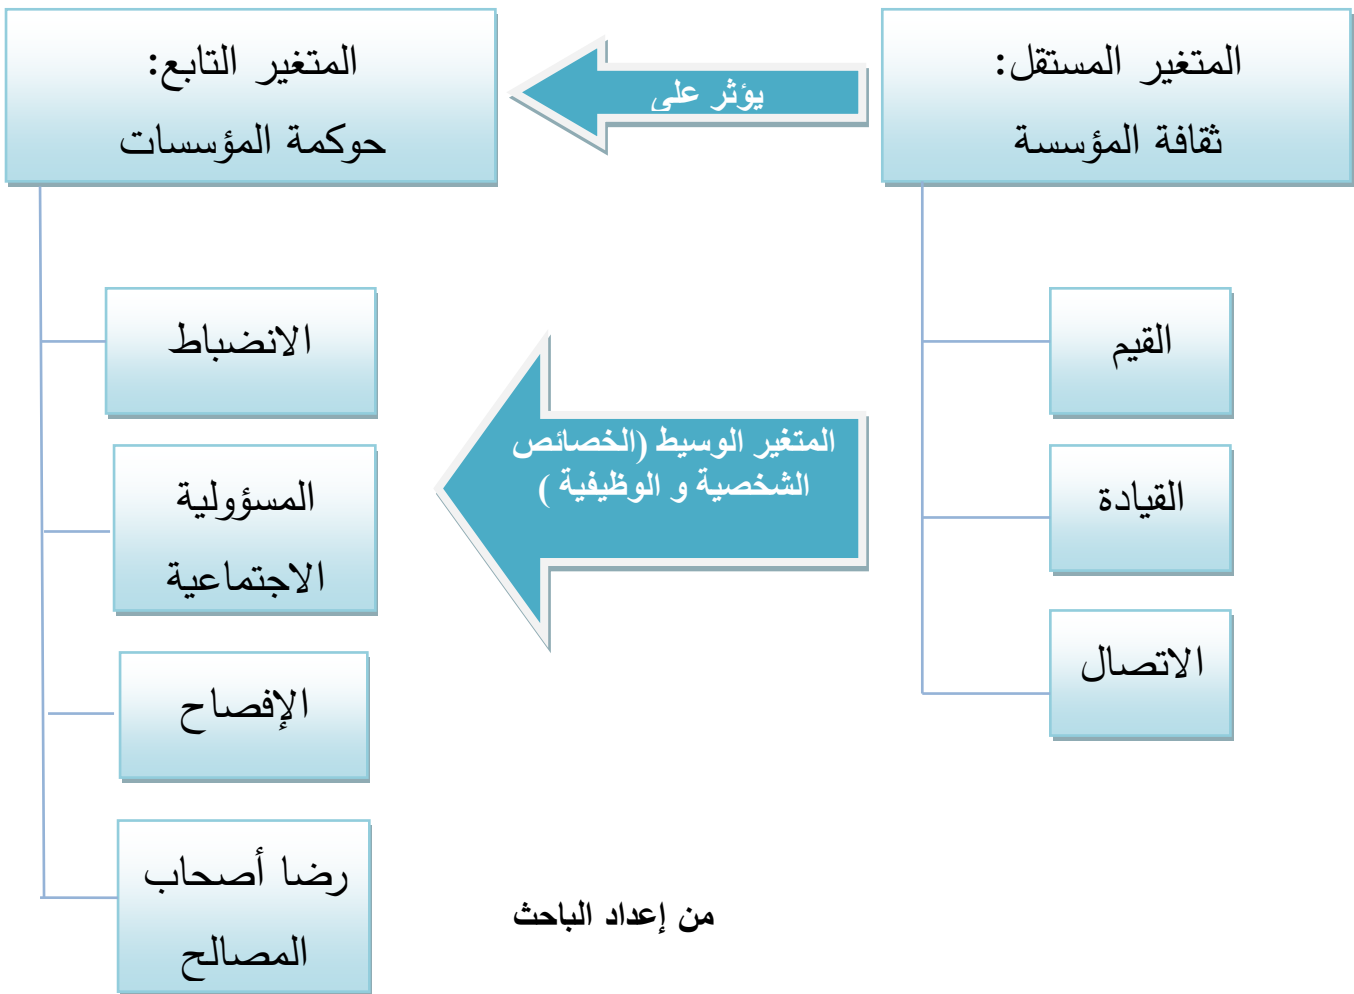 المتغير المستقل:
ثقافة المؤسسة
يؤثر على
المتغير التابع:
حوكمة المؤسسات
القيم
القيادة
الاتصال
المتغير الوسيط (الخصائص
الشخصية و الوظيفية )
الانضباط
المسؤولية
الاجتماعية
الإفصاح
رضا أصحاب
المصالح
من إعداد الباحث